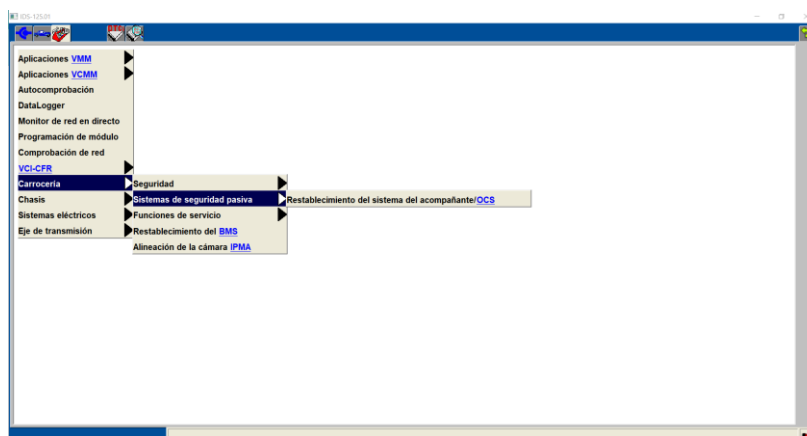 IDS-125.01
Aplicaciones VMM
Aplicaciones VCMM
Autocomprobación
DataLogger
Monitor de red en directo
Programación de módulo
Comprobación de red
VCI-CFR
Carrocería
Chasis
Sistemas eléctricos
Eje de transmisión
Seguridad
Sistemas de seguridad pasiva
Funciones de servicio
Restablecimiento del BMS
Alineación de la cámara IPMA
Restablecimiento del sistema del acompañante/OCS